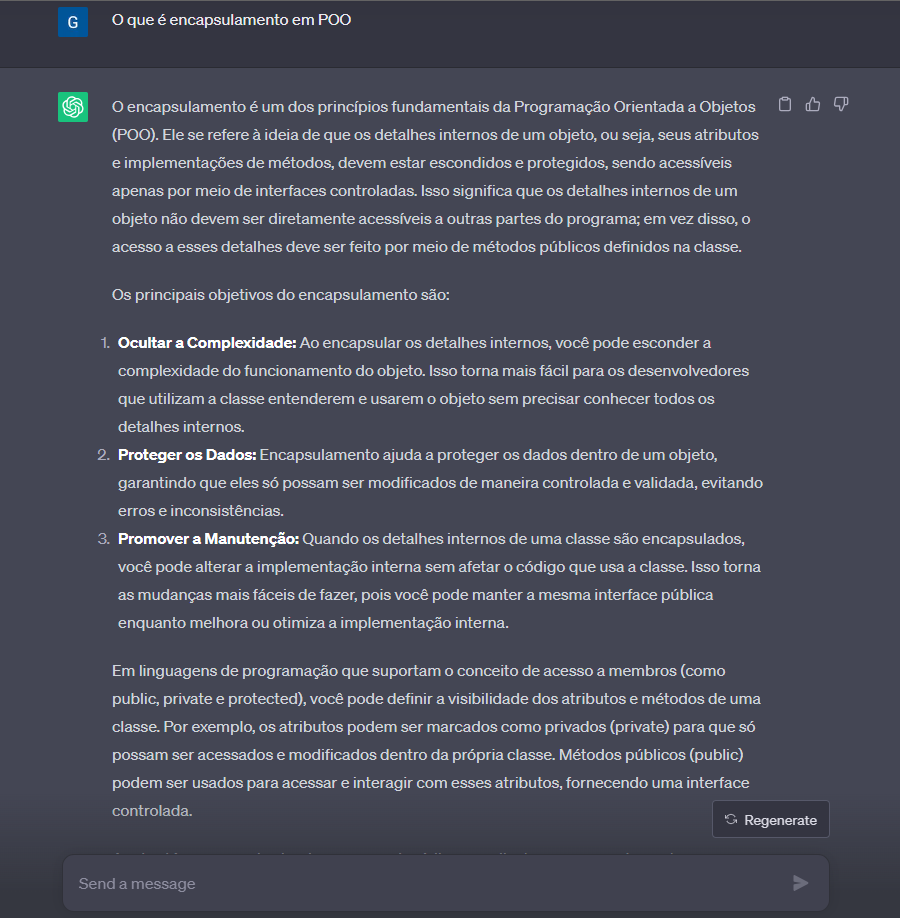 G
O que é encapsulamento em POO
O encapsulamento é um dos princípios fundamentais da Programação Orientada a Objetos
(POO). Ele se refere à ideia de que os detalhes internos de um objeto, ou seja, seus atributos
e implementações de métodos, devem estar escondidos e protegidos, sendo acessíveis
apenas por meio de interfaces controladas. Isso significa que os detalhes internos de um
objeto não devem ser diretamente acessíveis a outras partes do programa; em vez disso, o
acesso a esses detalhes deve ser feito por meio de métodos públicos definidos na classe.
Os principais objetivos do encapsulamento são:
1. Ocultar a Complexidade: Ao encapsular os detalhes internos, você pode esconder a
complexidade do funcionamento do objeto. Isso torna mais fácil para os desenvolvedores
que utilizam a classe entenderem e usarem o objeto sem precisar conhecer todos os
detalhes internos.
2. Proteger os Dados: Encapsulamento ajuda a proteger os dados dentro de um objeto,
garantindo que eles só possam ser modificados de maneira controlada e validada, evitando
erros e inconsistências.
3. Promover a Manutenção: Quando os detalhes internos de uma classe são encapsulados,
você pode alterar a implementação interna sem afetar o código que usa a classe. Isso torna
as mudanças mais fáceis de fazer, pois você pode manter a mesma interface pública
enquanto melhora ou otimiza a implementação interna.
Em linguagens de programação que suportam o conceito de acesso a membros (como
public, private e protected), você pode definir a visibilidade dos atributos e métodos de uma
classe. Por exemplo, os atributos podem ser marcados como privados (private) para que só
possam ser acessados e modificados dentro da própria classe. Métodos públicos (public)
podem ser usados para acessar e interagir com esses atributos, fornecendo uma interface
controlada.
Regenerate
Send a message